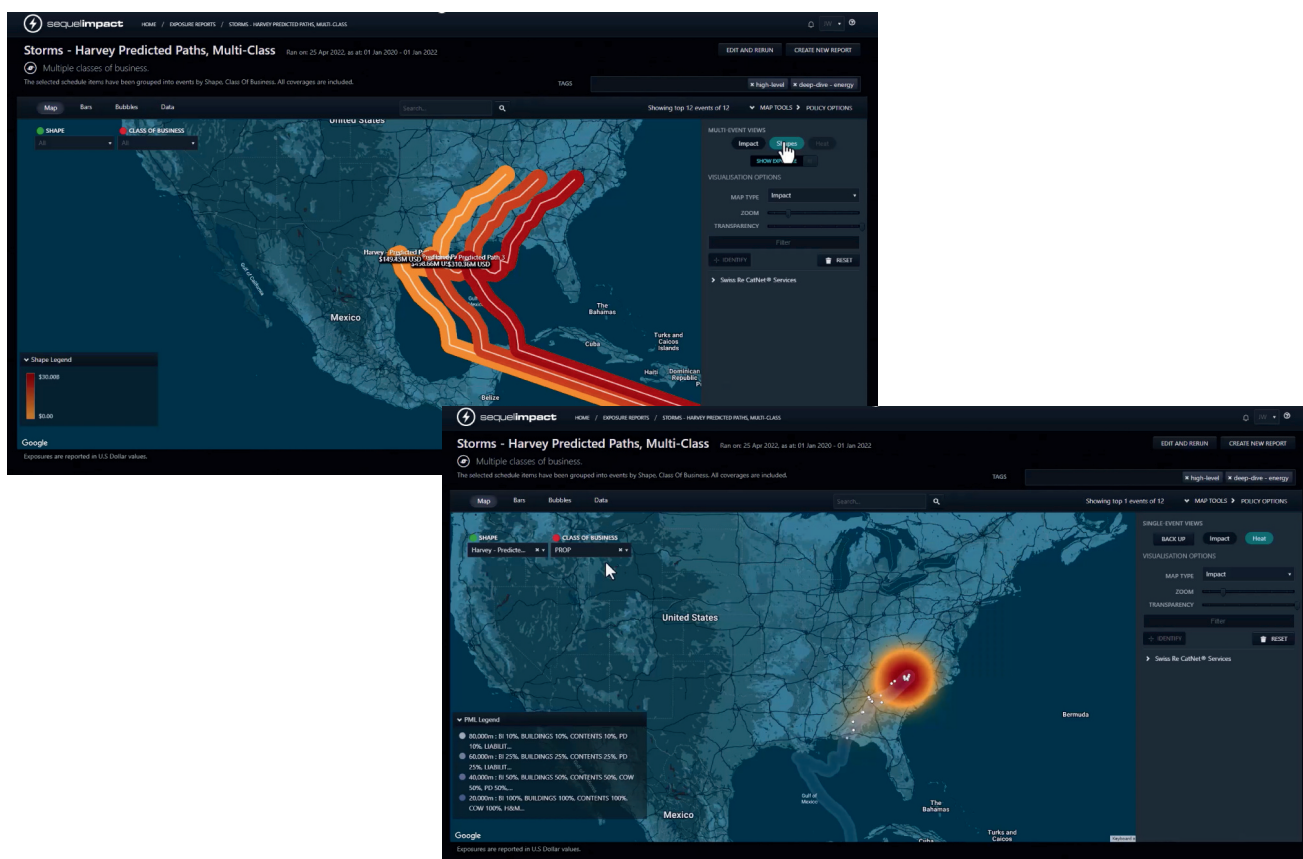 sequelimpact HOME / EXPOSURE REPORTS / STORMS - HARVEY PREDICTED PATHS, MULTI-CLASS JW
Storms - Harvey Predicted Paths, Multi-Class Ran on: 25 Apr 2022, as at: 01 Jan 2020 - 01 Jan 2022 EDIT AND RERUN CREATE NEW REPORT
Multiple classes of business.
The selected schedule items have been grouped into events by Shape, Class Of Business. All coverages are included. TAGS × high-level × deep-dive - energy
Map Bars Bubbles Data Search... Showing top 12 events of 12 MAP TOOLS POLICY OPTIONS
United States
SHAPE CLASS OF BUSINESS
All All
MULTI-EVENT VIEWS
Impact Shapes Heat
SHOW
VISUALISATION OPTIONS
MAP TYPE Impact
ZOOM
TRANSPARENCY
Filter
IDENTIFY RESET
Swiss Re CatNet® Services
Harvey - Predicted Predicted Path 3
$149.43M USD $310.36M USD
Gulf of California
Mexico
The Bahamas
Turks and Caicos Islands
Cuba
Haiti Dominican Republic
Belize
Shape Legend
$0.00
Google
Exposures are reported in U.S Dollar values.
sequelimpact HOME / EXPOSURE REPORTS / STORMS - HARVEY PREDICTED PATHS, MULTI-CLASS JW
Storms - Harvey Predicted Paths, Multi-Class Ran on: 25 Apr 2022, as at: 01 Jan 2020 - 01 Jan 2022 EDIT AND RERUN CREATE NEW REPORT
Multiple classes of business.
The selected schedule items have been grouped into events by Shape, Class Of Business. All coverages are included. TAGS × high-level × deep-dive - energy
Map Bars Bubbles Data Search... Showing top 1 events of 12 MAP TOOLS POLICY OPTIONS
SHAPE CLASS OF BUSINESS
Harvey - Predicte... × PROP ×
SINGLE-EVENT VIEWS
BACK UP Impact Heat
VISUALISATION OPTIONS
MAP TYPE Impact
ZOOM
TRANSPARENCY
Filter
IDENTIFY RESET
Swiss Re CatNet® Services
United States
Bermuda
PML Legend
80,000m : BI 10%, BUILDINGS 10%, CONTENTS 10%, PD
10%, LIABILIT...
60,000m : BI 25%, BUILDINGS 25%, CONTENTS 25%, PD
25%, LIABILIT...
40,000m : BI 50%, BUILDINGS 50%, CONTENTS 50%, COW
50%, PD 50%,...
20,000m : BI 100%, BUILDINGS 100%, CONTENTS 100%,
COW 100%, H&M...
Gulf of Mexico
The Bahamas
Mexico
Turks and Caicos
Cuba
Google
Exposures are reported in U.S Dollar values.